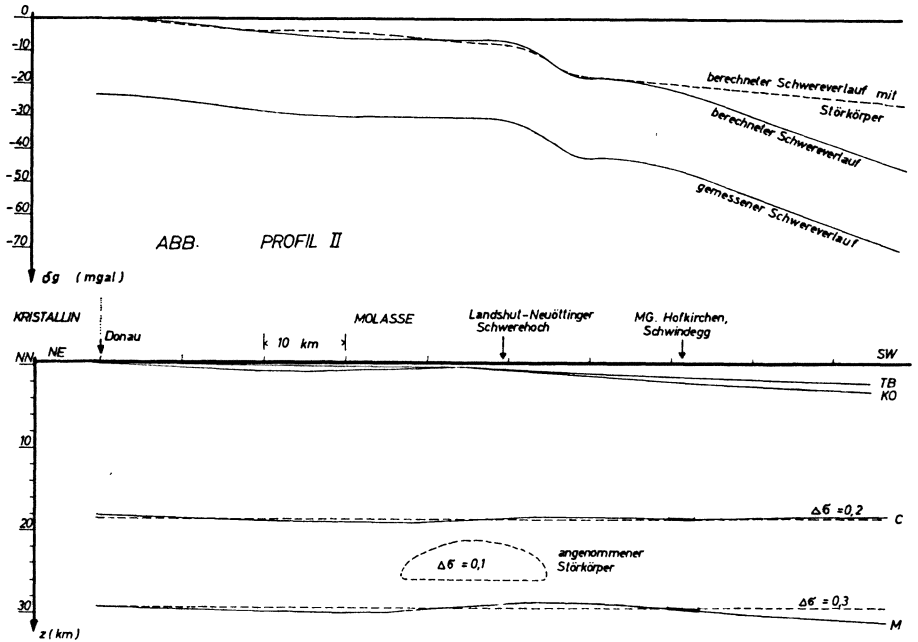 0
-10
-20
-30
-40
-50
-60
-70
berechneter Schwereverlauf mit
Störkörper
berechneter Schwereverlauf
gemessener Schwereverlauf
ABB. PROFIL II
δg (mgal)
KRISTALLIN
Donau
MOLASSE
< 10 km >
Landshut-Neuöttinger
Schwerehoch
MG. Hofkirchen,
Schwindegg
NN NE
SW
TB
KO
10
20
30
Δσ = 0,2
C
Δσ = 0,1
angenommener
Störkörper
Δσ = 0,3
M
z (km)